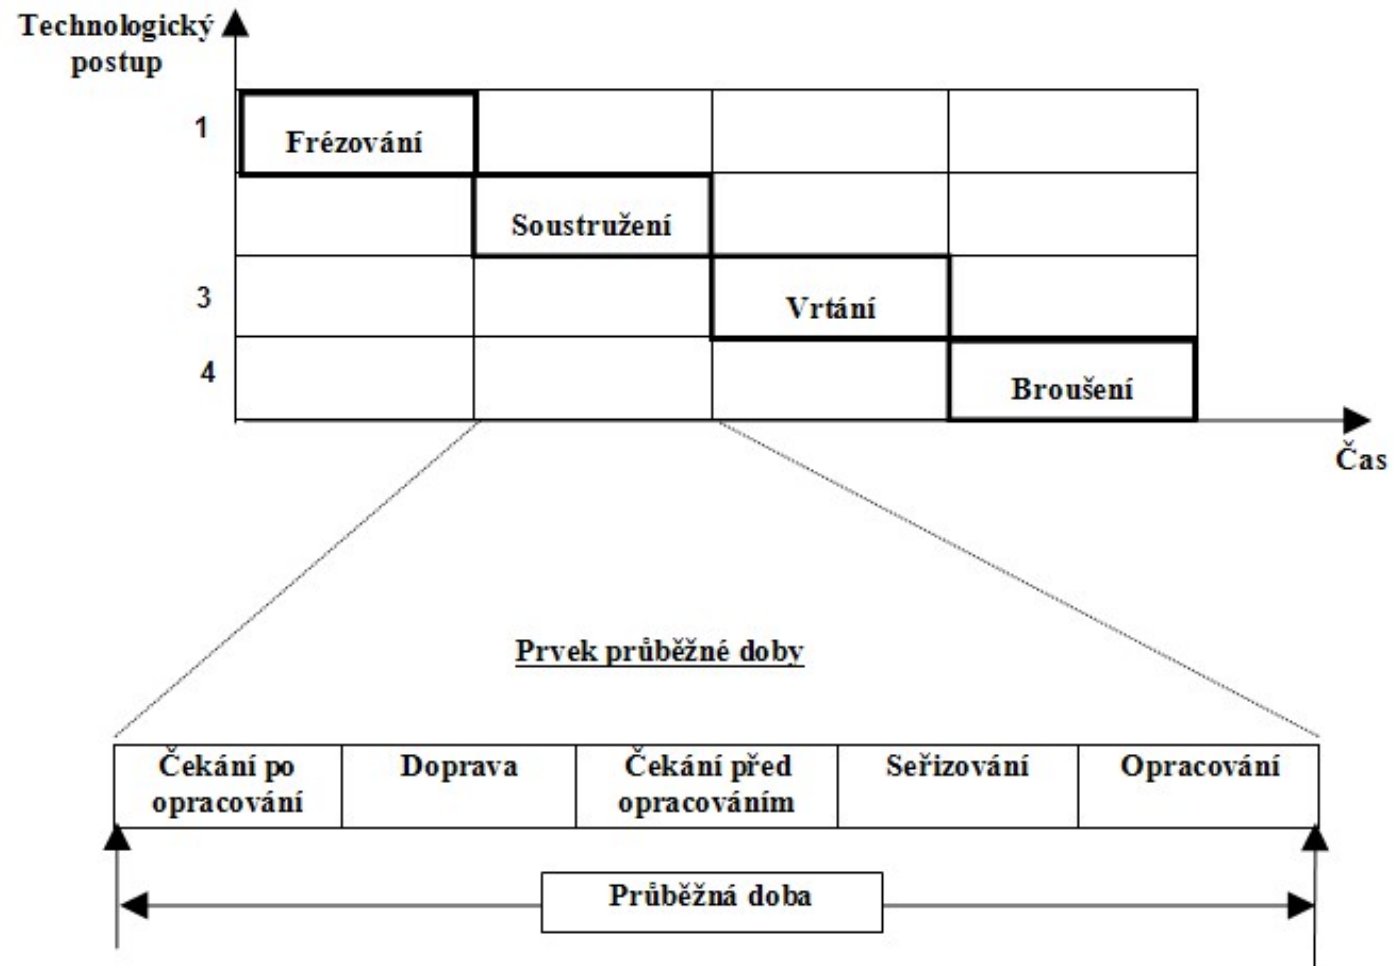 Technologický
postup
1
Frézování
Soustružení
3
Vrtání
4
Broušení
Čas
Prvek průběžné doby
Čekání po
opracování
Doprava
Čekání před
opracováním
Seřizování
Opracování
Průběžná doba